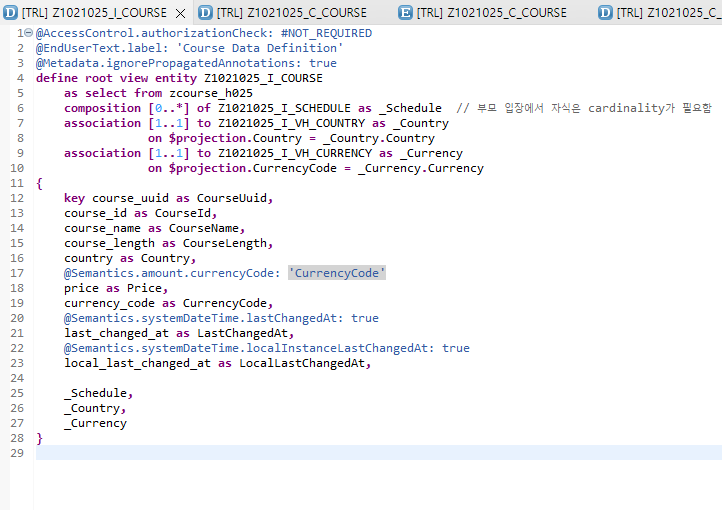 [TRL] Z1021025_I_COURSE [TRL] Z1021025_C_COURSE [TRL] Z1021025_C_COURSE [TRL] Z1021025_C_
1 @AccessControl.authorizationCheck: #NOT_REQUIRED
2 @EndUserText.label: 'Course Data Definition'
3 @Metadata.ignorePropagatedAnnotations: true
4 define root view entity Z1021025_I_COURSE
5 as select from zcourse_h025
6 composition [0..*] of Z1021025_I_SCHEDULE as _Schedule // 부모 입장에서 자식은 cardinality가 필요함
7 association [1..1] to Z1021025_I_VH_COUNTRY as _Country
8 on $projection.Country = _Country.Country
9 association [1..1] to Z1021025_I_VH_CURRENCY as _Currency
10 on $projection.CurrencyCode = _Currency.Currency
11 {
12 key course_uuid as CourseUuid,
13 course_id as CourseId,
14 course_name as CourseName,
15 course_length as CourseLength,
16 country as Country,
17 @Semantics.amount.currencyCode: 'CurrencyCode'
18 price as Price,
19 currency_code as CurrencyCode,
20 @Semantics.systemDateTime.lastChangedAt: true
21 last_changed_at as LastChangedAt,
22 @Semantics.systemDateTime.localInstanceLastChangedAt: true
23 local_last_changed_at as LocalLastChangedAt,
24
25 _Schedule,
26 _Country,
27 _Currency
28 }
29